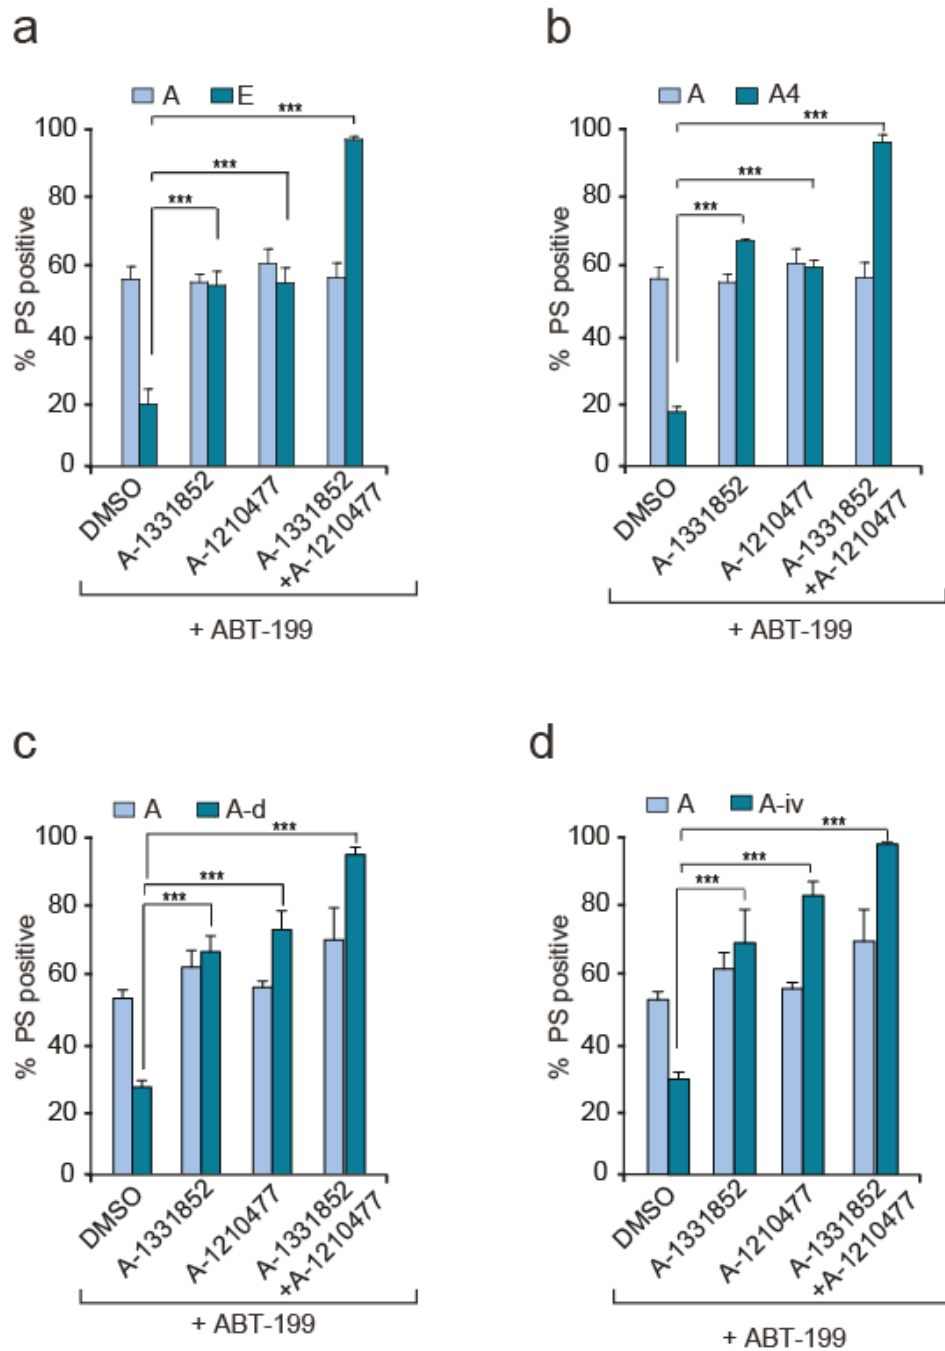 a
A E
***
***
***
% PS positive
100
80
60
40
20
0
DMSO
A-1331852
A-1210477
A-1331852
+A-1210477
+ ABT-199
b
A A4
***
***
***
% PS positive
100
80
60
40
20
0
DMSO
A-1331852
A-1210477
A-1331852
+A-1210477
+ ABT-199
c
A A-d
***
***
***
% PS positive
100
80
60
40
20
0
DMSO
A-1331852
A-1210477
A-1331852
+A-1210477
+ ABT-199
d
A A-iv
***
***
***
% PS positive
100
80
60
40
20
0
DMSO
A-1331852
A-1210477
A-1331852
+A-1210477
+ ABT-199